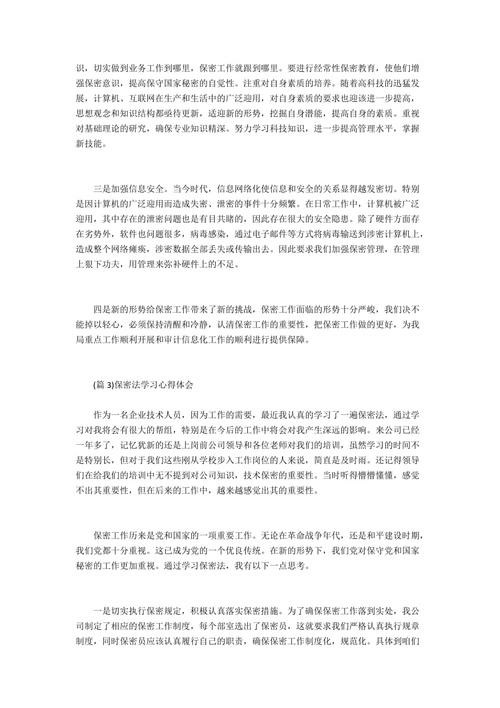 识，切实做到业务工作到哪里，保密工作就跟到哪里。要进行经常性保密教育，使他们增
强保密意识，提高保守国家秘密的自觉性。注重对自身素质的培养。随着高科技的迅猛发
展，计算机、互联网在生产和生活中的广泛迎用，对自身素质的要求也迎该进一步提高，
思想观念和知识结构都亟待更新，适迎新的形势，挖掘自身潜能，提高自身的素质。重视
对基础理论的研究，确保专业知识精深。努力学习科技知识，进一步提高管理水平，掌握
新技能。
三是加强信息安全。当今时代，信息网络化使信息和安全的关系显得越发密切。特别
是因计算机的广泛迎用而造成失密、泄密的事件十分频繁。在日常工作中，计算机被广泛
迎用，其中存在的泄密问题也是有目共睹的，因此存在很大的安全隐患。除了硬件方面存
在劣势外，软件也问题很多，病毒感染，通过电子邮件等方式将病毒输送到涉密计算机上，
造成整个网络瘫痪，涉密数据全部丢失或传输出去。因此要求我们加强保密管理，在管理
上狠下功夫，用管理来弥补硬件上的不足。
四是新的形势给保密工作带来了新的挑战，保密工作面临的形势十分严峻，我们决不
能掉以轻心，必须保持清醒和冷静，认清保密工作的重要性，把保密工作做的更好，为我
局重点工作顺利开展和审计信息化工作的顺利进行提供保障。
(篇 3)保密法学习心得体会
作为一名企业技术人员，因为工作的需要，最近我认真的学习了一遍保密法，通过学
习对我将会有很大的帮组，特别是在今后的工作中将会对我产生深远的影响。来公司已经
一年多了，记忆犹新的还是上岗前公司领导和各位老师对我们的培训，虽然学习的时间不
是特别长，但对于我们这些刚从学校步入工作岗位的人来说，简直是及时雨。还记得领导
们在给我们的培训中无不提到对公司知识，技术保密的重要性。当时听得懵懵懂懂，感觉
不出其重要性，但在后来的工作中，越来越感觉出其的重要性。
保密工作历来是党和国家的一项重要工作。无论在革命战争年代，还是和平建设时期，
我们党都十分重视。这已成为党的一个优良传统。在新的形势下，我们党对保守党和国家
秘密的工作更加重视。通过学习保密法，我有以下一点思考。
一是切实执行保密规定，积极认真落实保密措施。为了确保保密工作落到实处，我公
司制定了相应的保密工作制度，每个部室选出了保密员，这就要求我们严格认真执行规章
制度，同时保密员应该认真履行自己的职责，确保保密工作制度化，规范化。具体到咱们